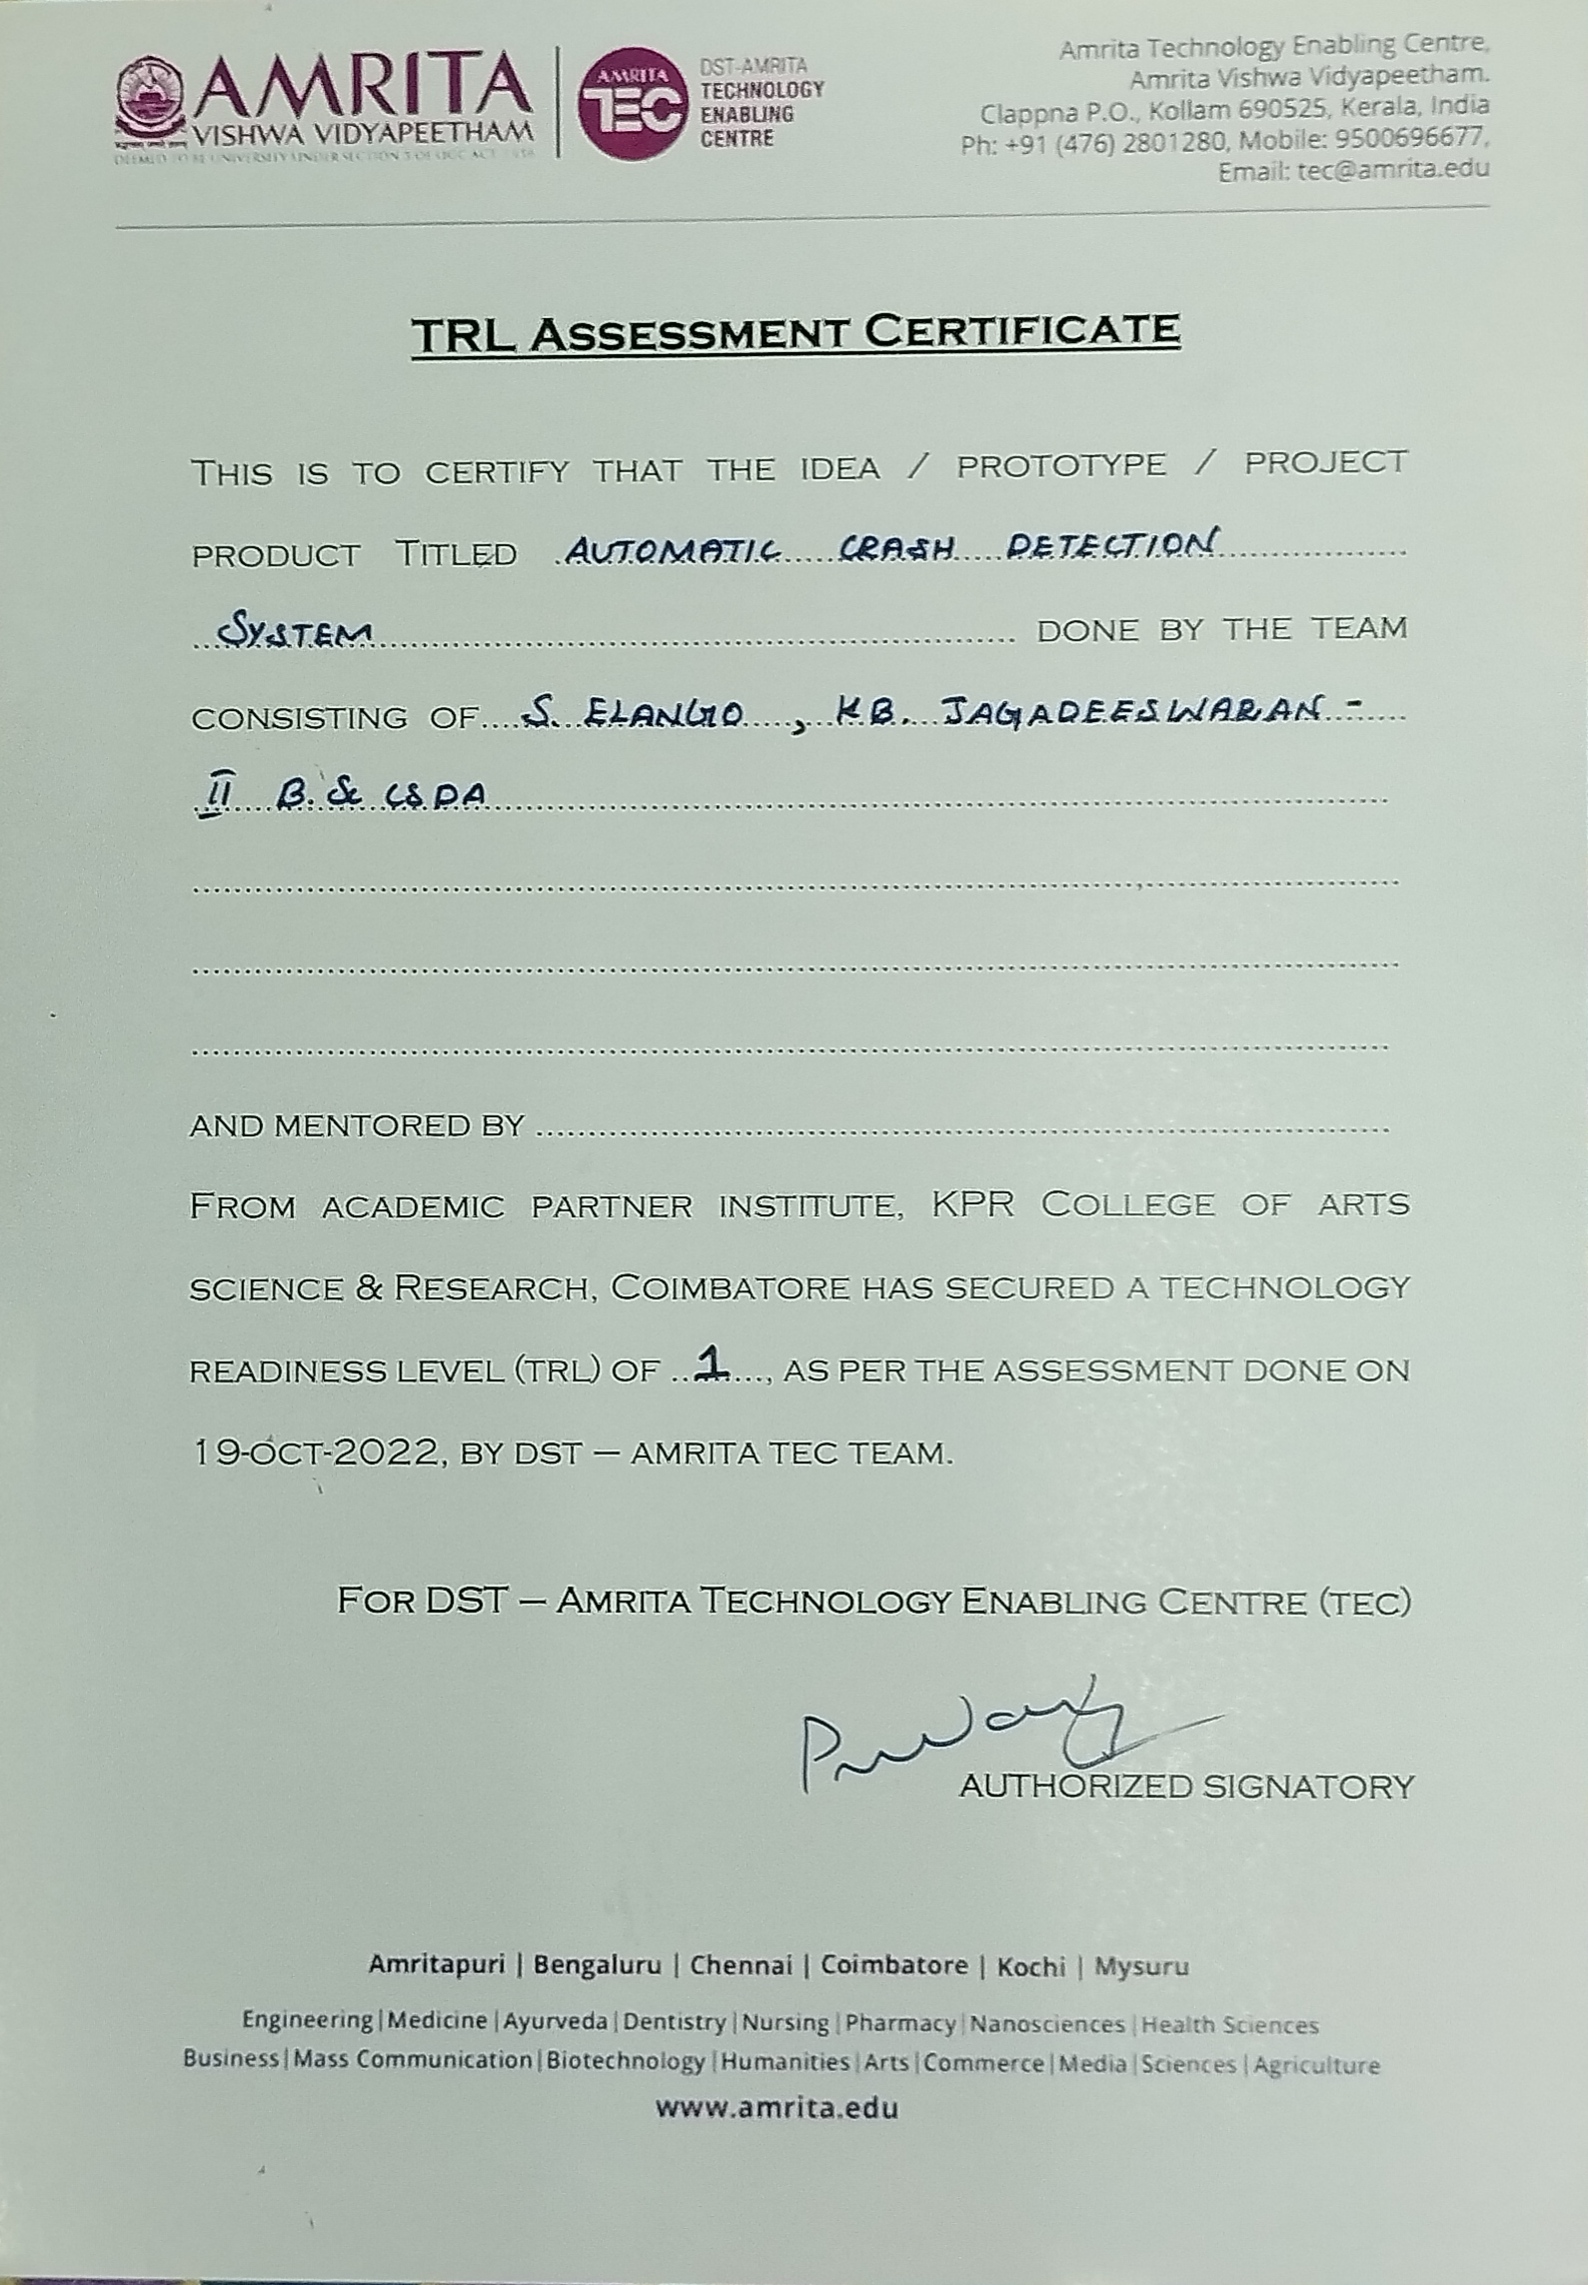 AMRITA
VISHWA VIDYAPEETHAM
DEEMED TO BE UNIVERSITY UNDER SECTION 3 OF UGC ACT 1956
AMRITA
TEC
DST-AMRITA
TECHNOLOGY
ENABLING
CENTRE
Amrita Technology Enabling Centre,
Amrita Vishwa Vidyapeetham.
Clappna P.O., Kollam 690525, Kerala, India
Ph: +91 (476) 2801280, Mobile: 9500696677,
Email: tec@amrita.edu
TRL ASSESSMENT CERTIFICATE
THIS IS TO CERTIFY THAT THE IDEA / PROTOTYPE / PROJECT
PRODUCT TITLED AUTOMATIC CRASH DETECTION
SYSTEM DONE BY THE TEAM
CONSISTING OF S. ELANGO, KB. JAGADEESWARAN -
II B. Sc CSDA
AND MENTORED BY
FROM ACADEMIC PARTNER INSTITUTE, KPR COLLEGE OF ARTS
SCIENCE & RESEARCH, COIMBATORE HAS SECURED A TECHNOLOGY
READINESS LEVEL (TRL) OF 1, AS PER THE ASSESSMENT DONE ON
19-OCT-2022, BY DST – AMRITA TEC TEAM.
FOR DST – AMRITA TECHNOLOGY ENABLING CENTRE (TEC)
AUTHORIZED SIGNATORY
Amritapuri | Bengaluru | Chennai | Coimbatore | Kochi | Mysuru
Engineering|Medicine|Ayurveda|Dentistry|Nursing|Pharmacy|Nanosciences|Health Sciences
Business|Mass Communication|Biotechnology|Humanities|Arts|Commerce|Media|Sciences|Agriculture
www.amrita.edu